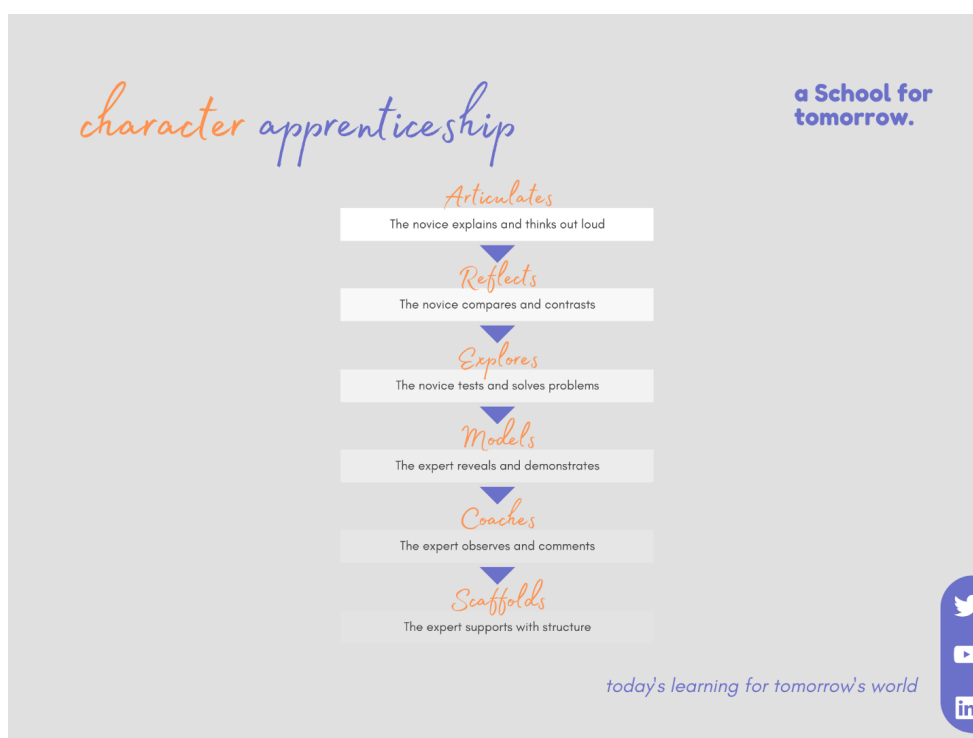 character apprenticeship
a School for
tomorrow.
Articulates
The novice explains and thinks out loud
Reflects
The novice compares and contrasts
Explores
The novice tests and solves problems
Models
The expert reveals and demonstrates
Coaches
The expert observes and comments
Scaffolds
The expert supports with structure
today's learning for tomorrow's world
in